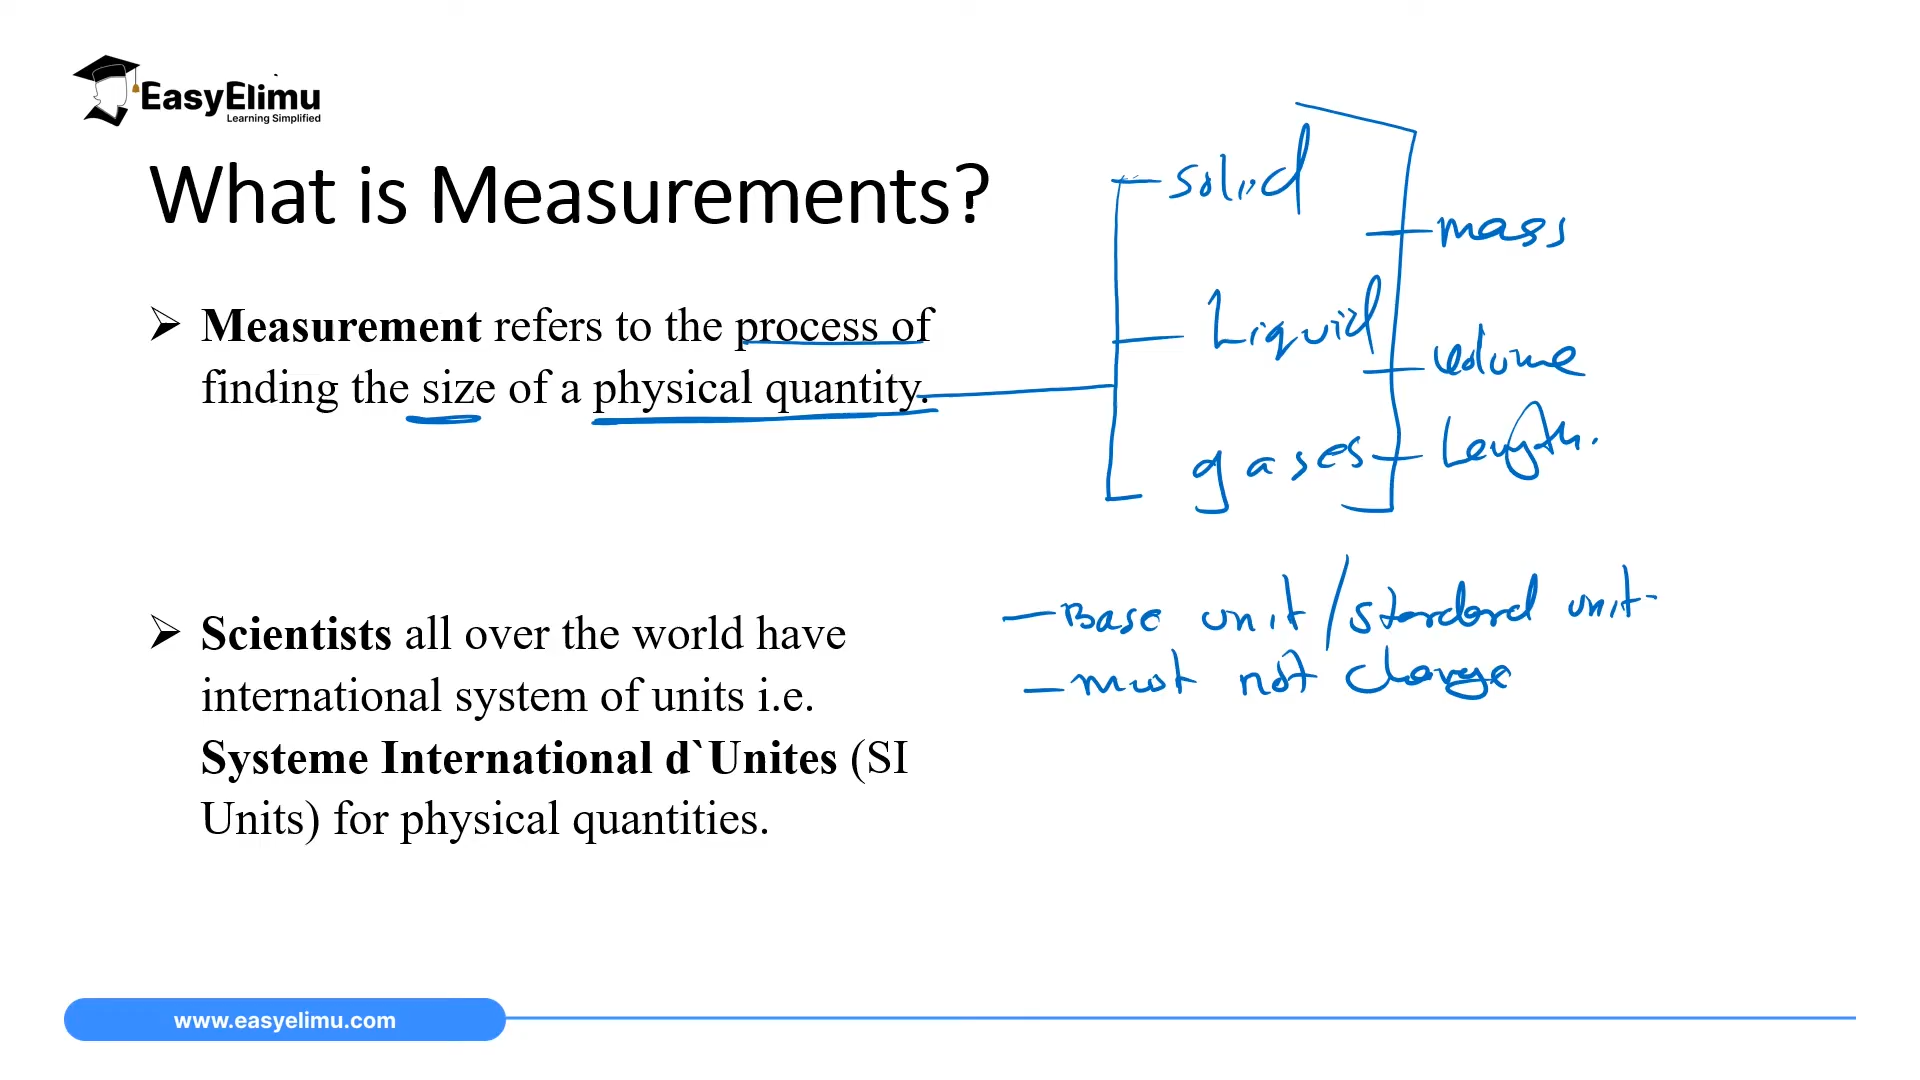 EasyElimu
Learning Simplified
What is Measurements?
➢ Measurement refers to the process of
finding the size of a physical quantity.
solid
Liquid
gases
mass
volume
Length.
➢ Scientists all over the world have
international system of units i.e.
Systeme International d`Unites (SI
Units) for physical quantities.
– Base unit / standard unit-
– must not change
www.easyelimu.com